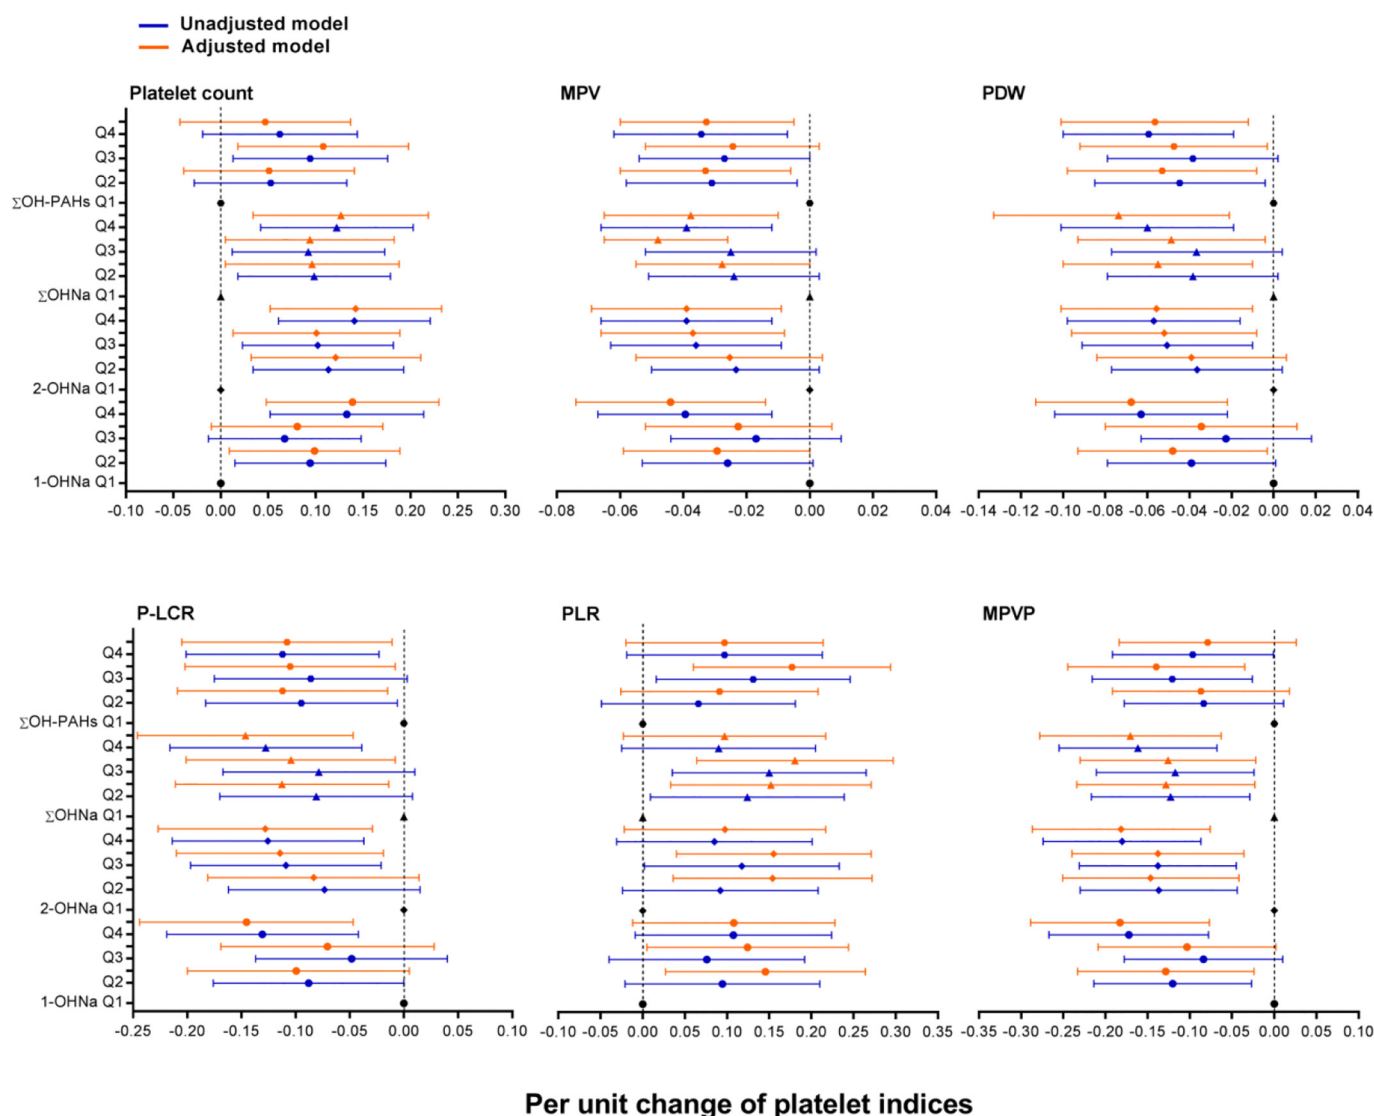 Unadjusted model
Adjusted model
Platelet count
MPV
PDW
Q4
Q3
Q2
ΣOH-PAHs Q1
Q4
Q3
Q2
ΣOHNa Q1
Q4
Q3
Q2
2-OHNa Q1
Q4
Q3
Q2
1-OHNa Q1
-0.10 -0.05 0.00 0.05 0.10 0.15 0.20 0.25 0.30
-0.08 -0.06 -0.04 -0.02 0.00 0.02 0.04
-0.14 -0.12 -0.10 -0.08 -0.06 -0.04 -0.02 0.00 0.02 0.04
P-LCR
PLR
MPVP
Q4
Q3
Q2
ΣOH-PAHs Q1
Q4
Q3
Q2
ΣOHNa Q1
Q4
Q3
Q2
2-OHNa Q1
Q4
Q3
Q2
1-OHNa Q1
-0.25 -0.20 -0.15 -0.10 -0.05 0.00 0.05 0.10
-0.10 -0.05 0.00 0.05 0.10 0.15 0.20 0.25 0.30 0.35
-0.35 -0.30 -0.25 -0.20 -0.15 -0.10 -0.05 0.00 0.05 0.10
Per unit change of platelet indices